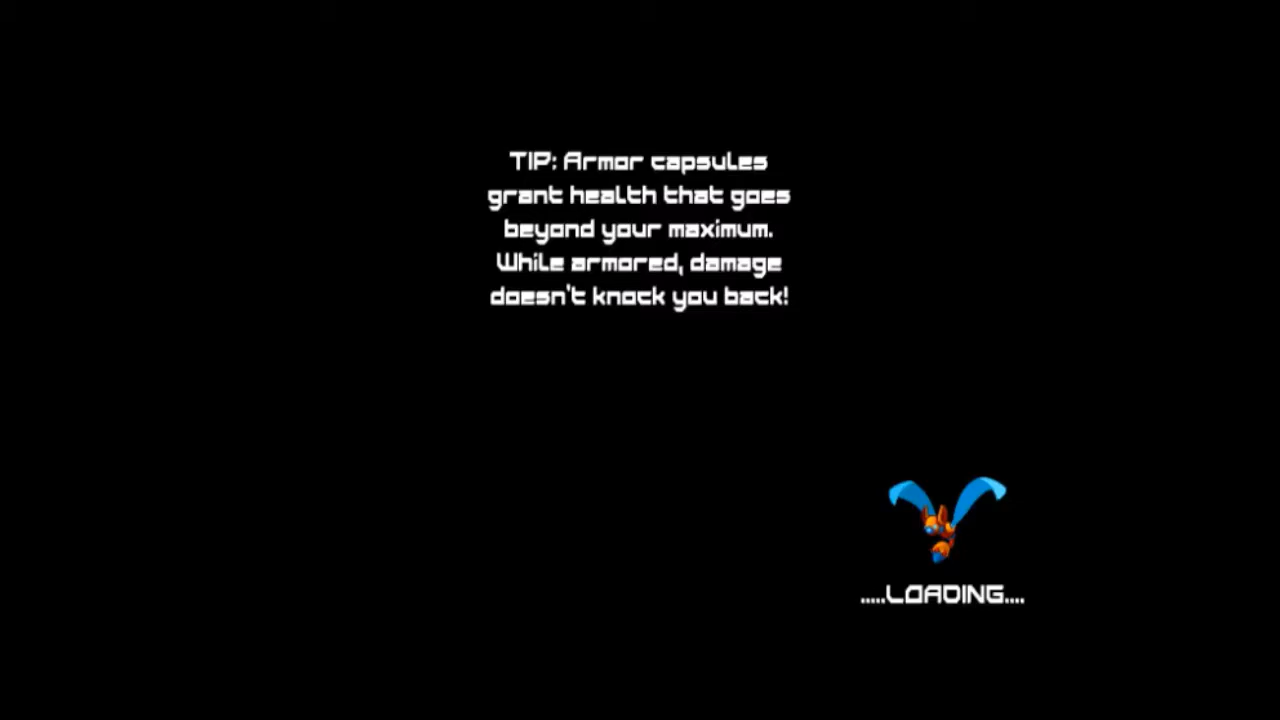 TIP: Armor capsules
grant health that goes
beyond your maximum.
While armored, damage
doesn't knock you back!
.....LOADING....